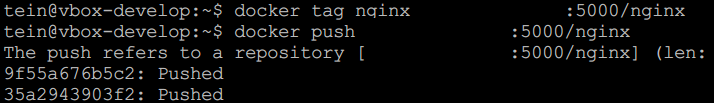 tein@vbox-develop:~$ docker tag nginx :5000/nginx
tein@vbox-develop:~$ docker push :5000/nginx
The push refers to a repository [ :5000/nginx] (len:
9f55a676b5c2: Pushed
35a2943903f2: Pushed